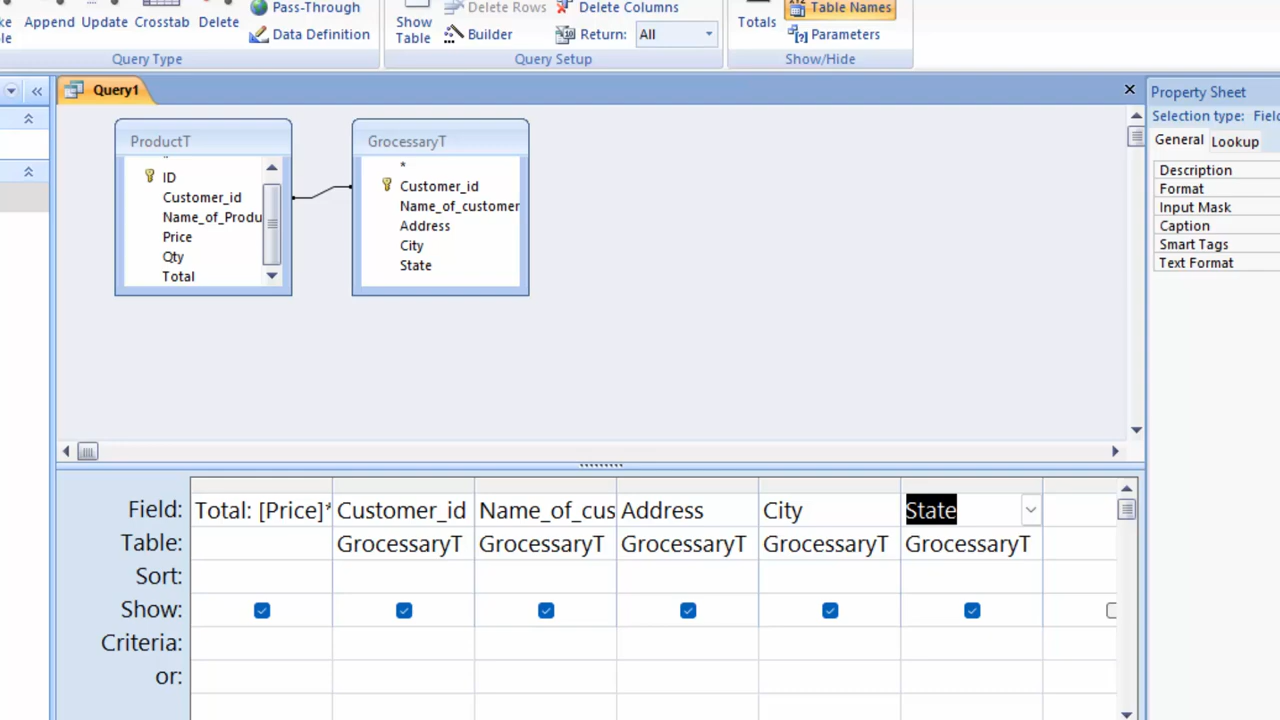 Append Update Crosstab Delete
Pass-Through
Data Definition
Query Type
Show
Table
Delete Rows
Builder
Delete Columns
Return: All
Query Setup
Totals
Table Names
Parameters
Show/Hide
Query1
ProductT
ID
Customer_id
Name_of_Produ
Price
Qty
Total
GrocessaryT
*
Customer_id
Name_of_customer
Address
City
State
Property Sheet
Selection type: Fiel
General Lookup
Description
Format
Input Mask
Caption
Smart Tags
Text Format
Field: Total: [Price]* Customer_id Name_of_cus Address City State
Table: GrocessaryT GrocessaryT GrocessaryT GrocessaryT GrocessaryT
Sort:
Show:
Criteria:
or: